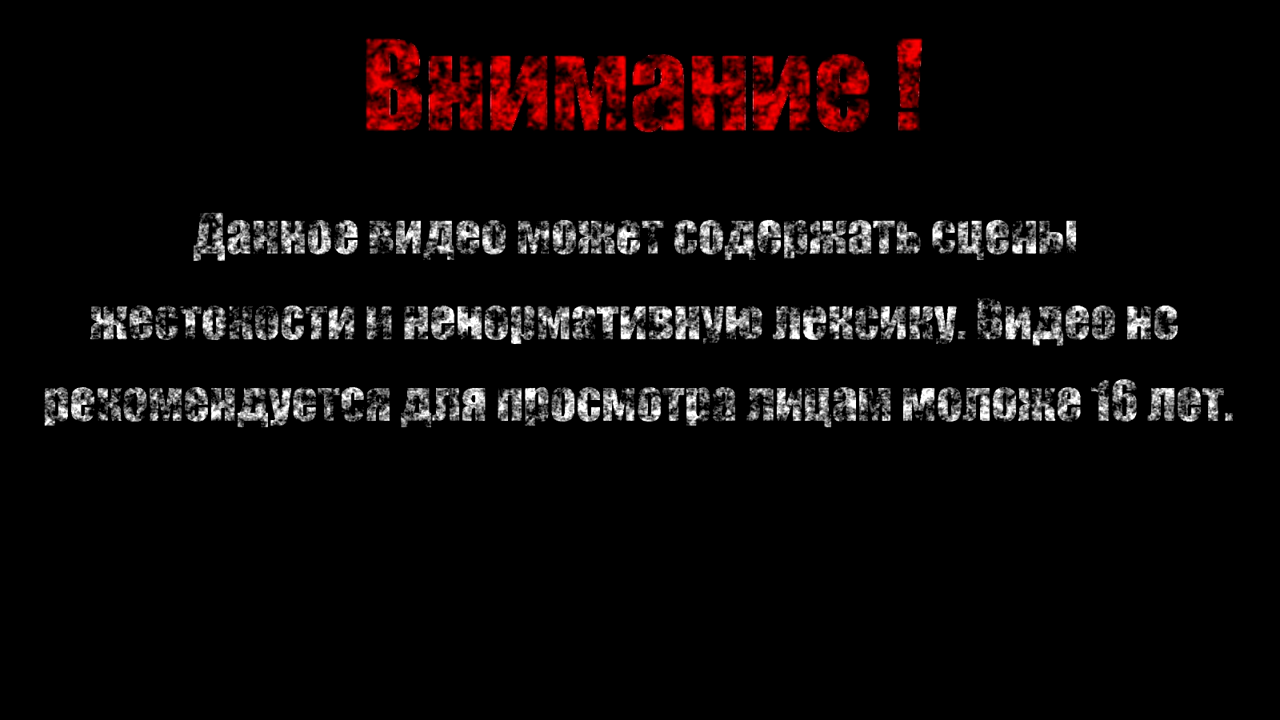 Внимание !
Данное видео может содержать сцены
жестокости и ненормативную лексику. Видео не
рекомендуется для просмотра лицам моложе 16 лет.